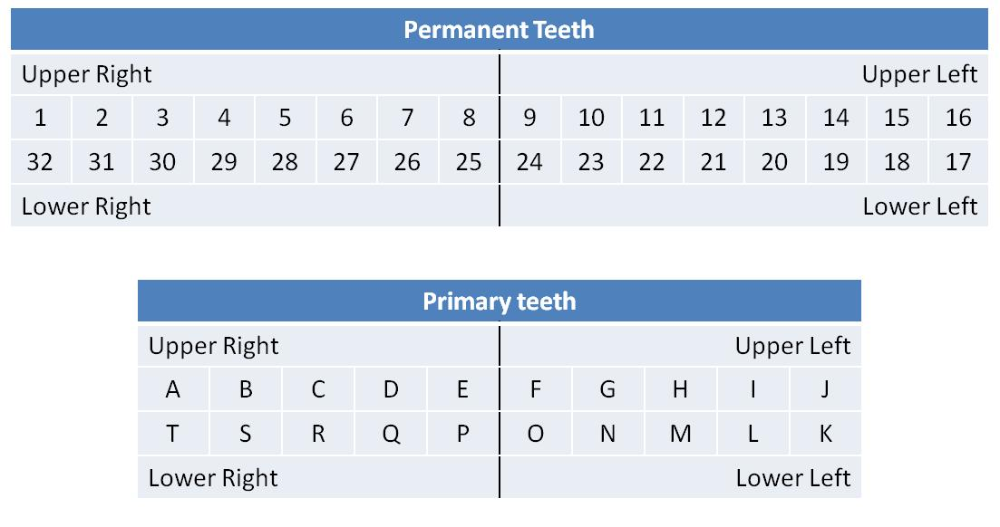 Permanent Teeth
Upper Right Upper Left
1 2 3 4 5 6 7 8 9 10 11 12 13 14 15 16
32 31 30 29 28 27 26 25 24 23 22 21 20 19 18 17
Lower Right Lower Left
Primary teeth
Upper Right Upper Left
A B C D E F G H I J
T S R Q P O N M L K
Lower Right Lower Left